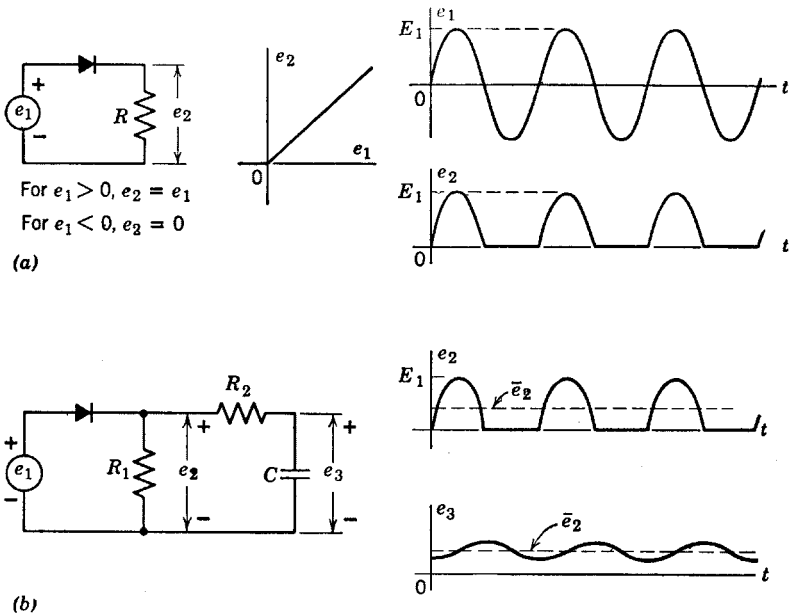 e₁
+
−
R
e₂
e₂
e₁
0
For e₁ > 0, e₂ = e₁
For e₁ < 0, e₂ = 0
(a)
e₁
E₁
0
t
e₂
E₁
0
t
e₁
+
−
R₁
e₂
+
−
R₂
C
e₃
+
−
(b)
e₂
E₁
ē₂
t
e₃
ē₂
0
t